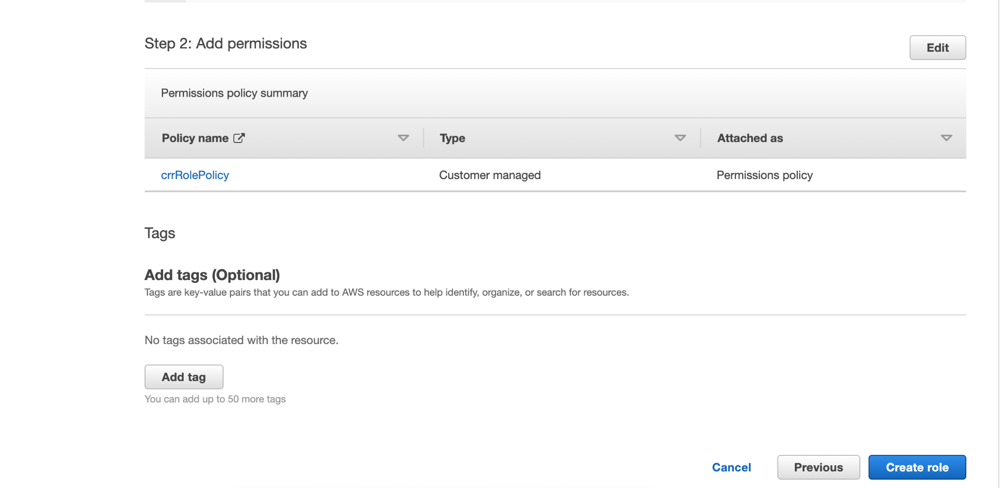 Step 2: Add permissions
Edit
Permissions policy summary
Policy name Type Attached as
crrRolePolicy Customer managed Permissions policy
Tags
Add tags (Optional)
Tags are key-value pairs that you can add to AWS resources to help identify, organize, or search for resources.
No tags associated with the resource.
Add tag
You can add up to 50 more tags
Cancel Previous Create role